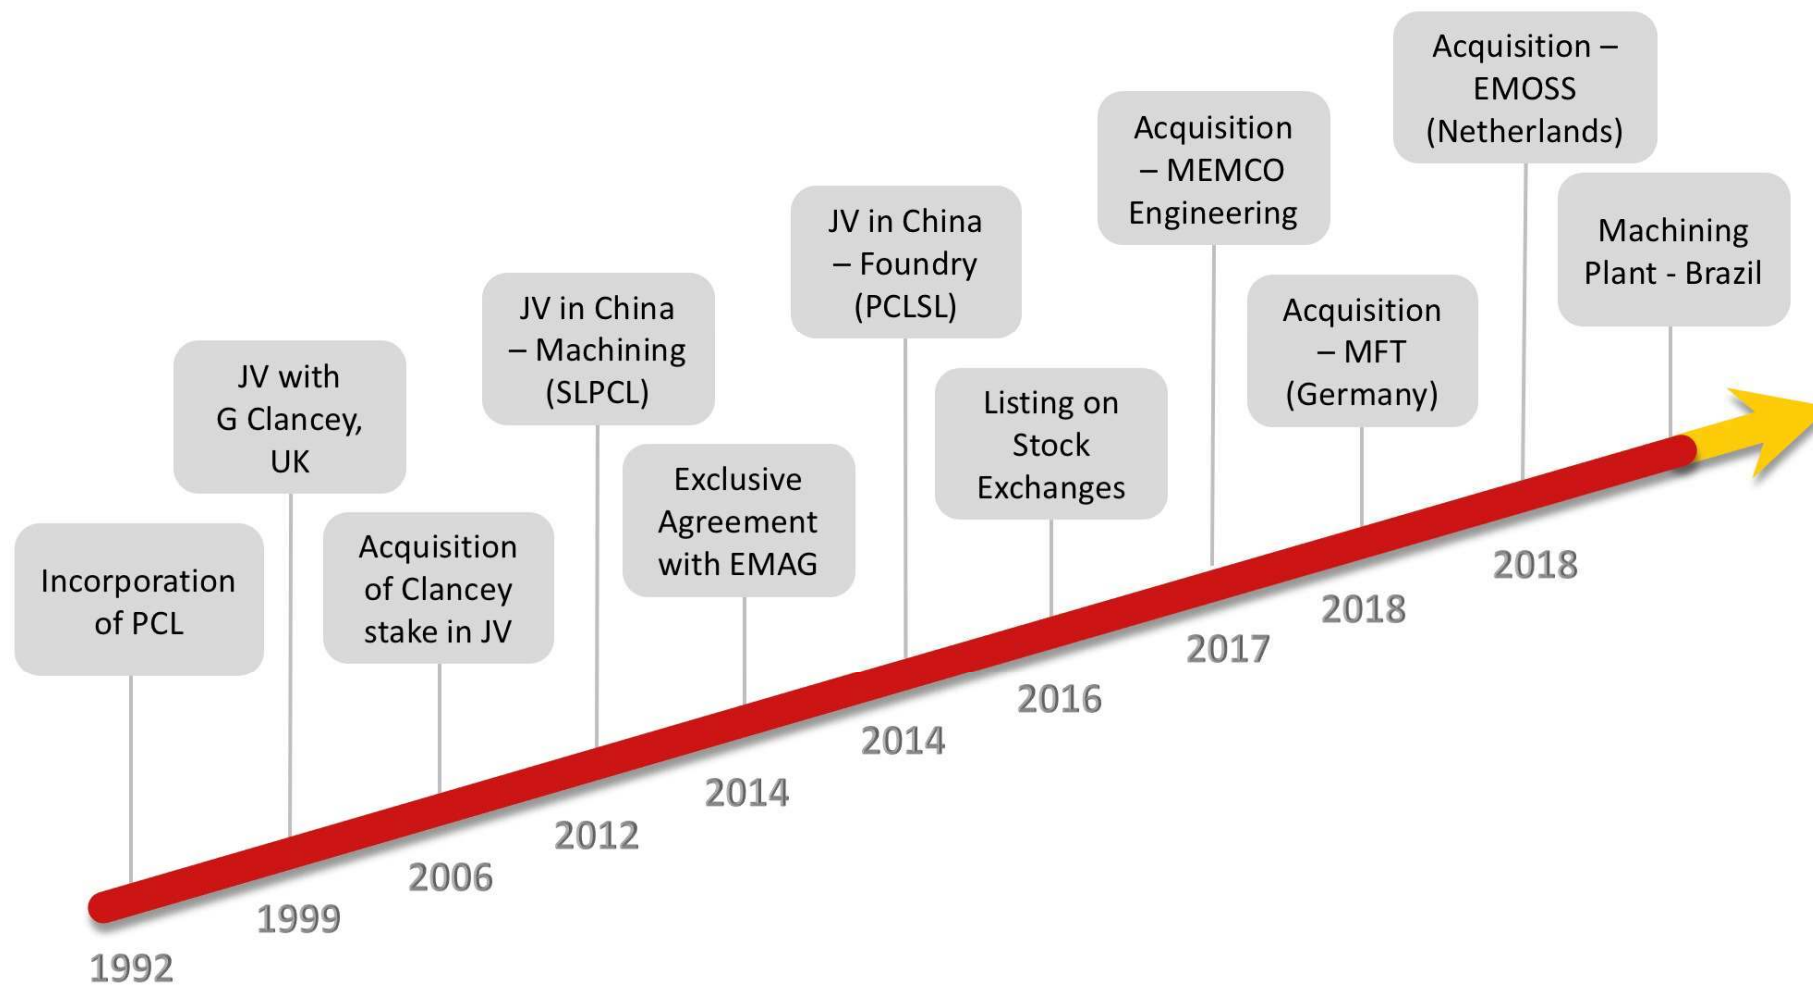 Incorporation
of PCL
1992
JV with
G Clancey,
UK
1999
Acquisition
of Clancey
stake in JV
2006
JV in China
– Machining
(SLPCL)
2012
Exclusive
Agreement
with EMAG
2014
JV in China
– Foundry
(PCLSL)
2014
Listing on
Stock
Exchanges
2016
Acquisition
– MEMCO
Engineering
2017
Acquisition
– MFT
(Germany)
2018
Acquisition –
EMOSS
(Netherlands)
2018
Machining
Plant - Brazil